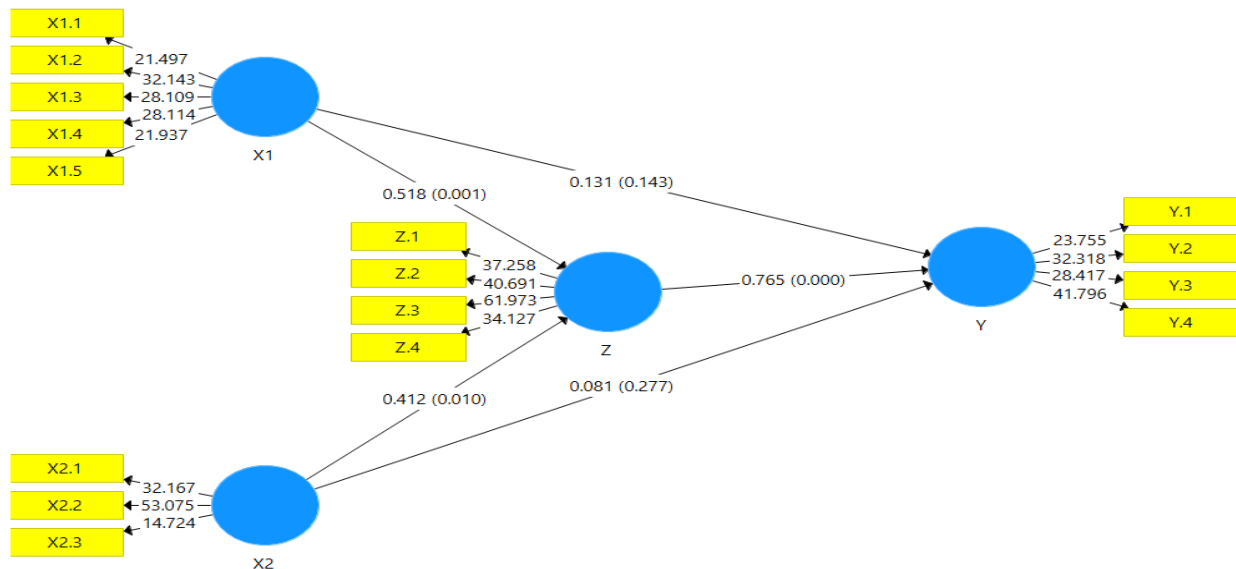 X1.1
X1.2
X1.3
X1.4
X1.5
21.497
32.143
28.109
28.114
21.937
X1
0.518 (0.001)
0.131 (0.143)
Z.1
Z.2
Z.3
Z.4
37.258
40.691
61.973
34.127
Z
0.765 (0.000)
Y
23.755
32.318
28.417
41.796
Y.1
Y.2
Y.3
Y.4
0.412 (0.010)
0.081 (0.277)
X2.1
X2.2
X2.3
32.167
53.075
14.724
X2